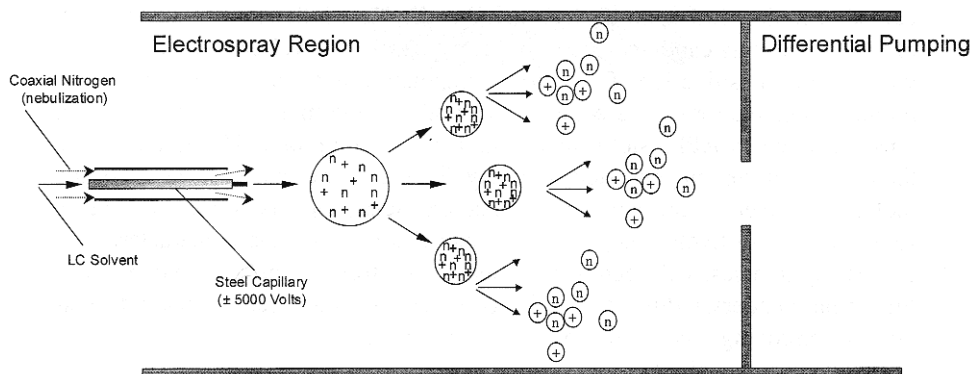 Electrospray Region
Differential Pumping
Coaxial Nitrogen
(nebulization)
LC Solvent
Steel Capillary
(± 5000 Volts)